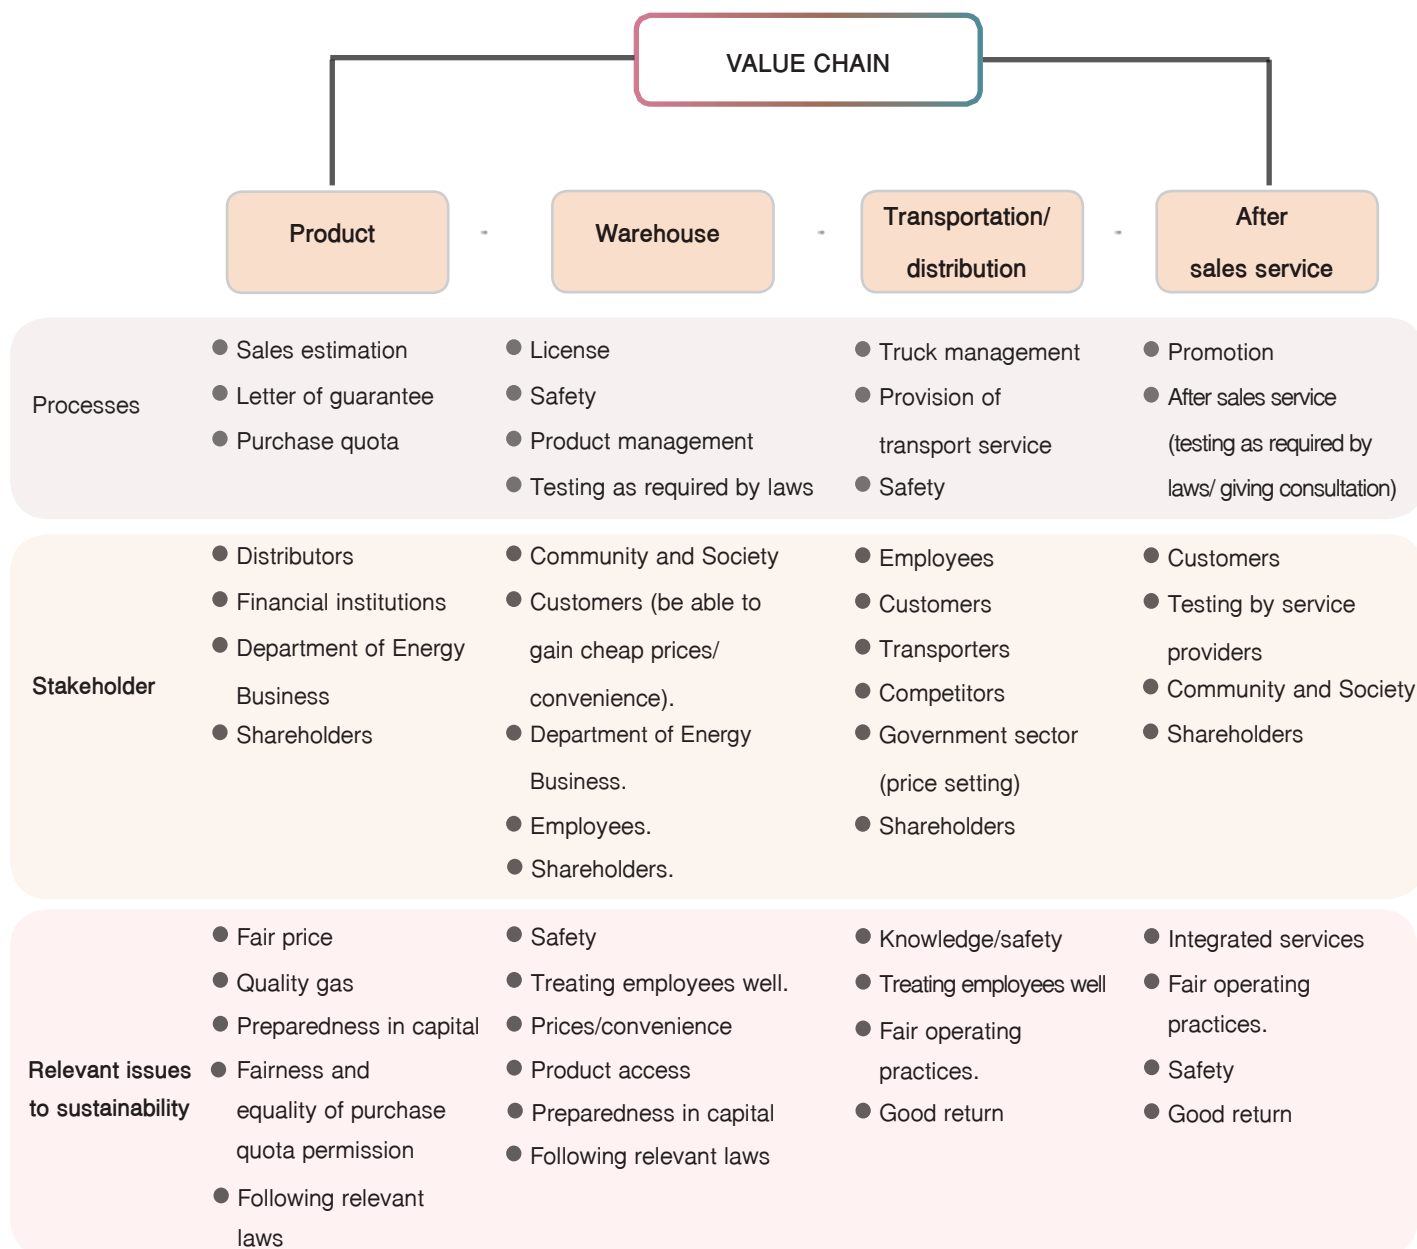 VALUE CHAIN
Product
Warehouse
Transportation/
distribution
After
sales service
Processes
Sales estimation
Letter of guarantee
Purchase quota
License
Safety
Product management
Testing as required by laws
Truck management
Provision of
transport service
Safety
Promotion
After sales service
(testing as required by
laws/ giving consultation)
Stakeholder
Distributors
Financial institutions
Department of Energy
Business
Shareholders
Community and Society
Customers (be able to
gain cheap prices/
convenience).
Department of Energy
Business.
Employees.
Shareholders.
Employees
Customers
Transporters
Competitors
Government sector
(price setting)
Shareholders
Customers
Testing by service
providers
Community and Society
Shareholders
Relevant issues
to sustainability
Fair price
Quality gas
Preparedness in capital
Fairness and
equality of purchase
quota permission
Following relevant
laws
Safety
Treating employees well.
Prices/convenience
Product access
Preparedness in capital
Following relevant laws
Knowledge/safety
Treating employees well
Fair operating
practices.
Good return
Integrated services
Fair operating
practices.
Safety
Good return